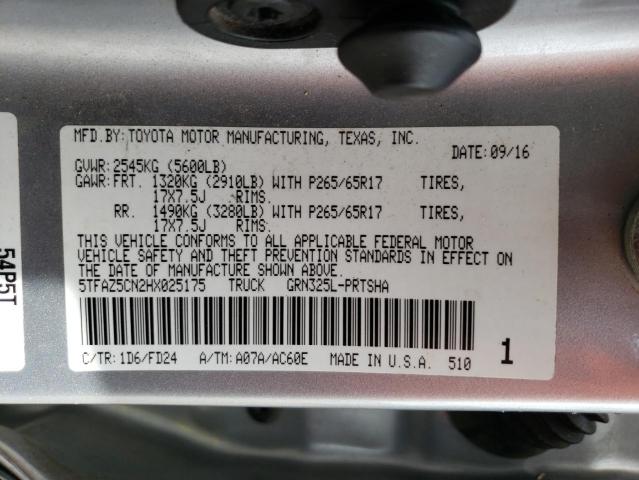 MFD.BY:TOYOTA MOTOR MANUFACTURING, TEXAS, INC.
DATE:09/16
GVWR:2545KG (5600LB)
GAWR:FRT. 1320KG (2910LB) WITH P265/65R17 TIRES,
17X7.5J RIMS.
RR. 1490KG (3280LB) WITH P265/65R17 TIRES,
17X7.5J RIMS.
THIS VEHICLE CONFORMS TO ALL APPLICABLE FEDERAL MOTOR
VEHICLE SAFETY AND THEFT PREVENTION STANDARDS IN EFFECT
ON THE DATE OF MANUFACTURE SHOWN ABOVE.
5TFAZ5CN2HX025175 TRUCK GRN325L-PRTSHA
C/TR:1D6/FD24 A/TM:A07A/AC60E MADE IN U.S.A. 510
1
54P5T